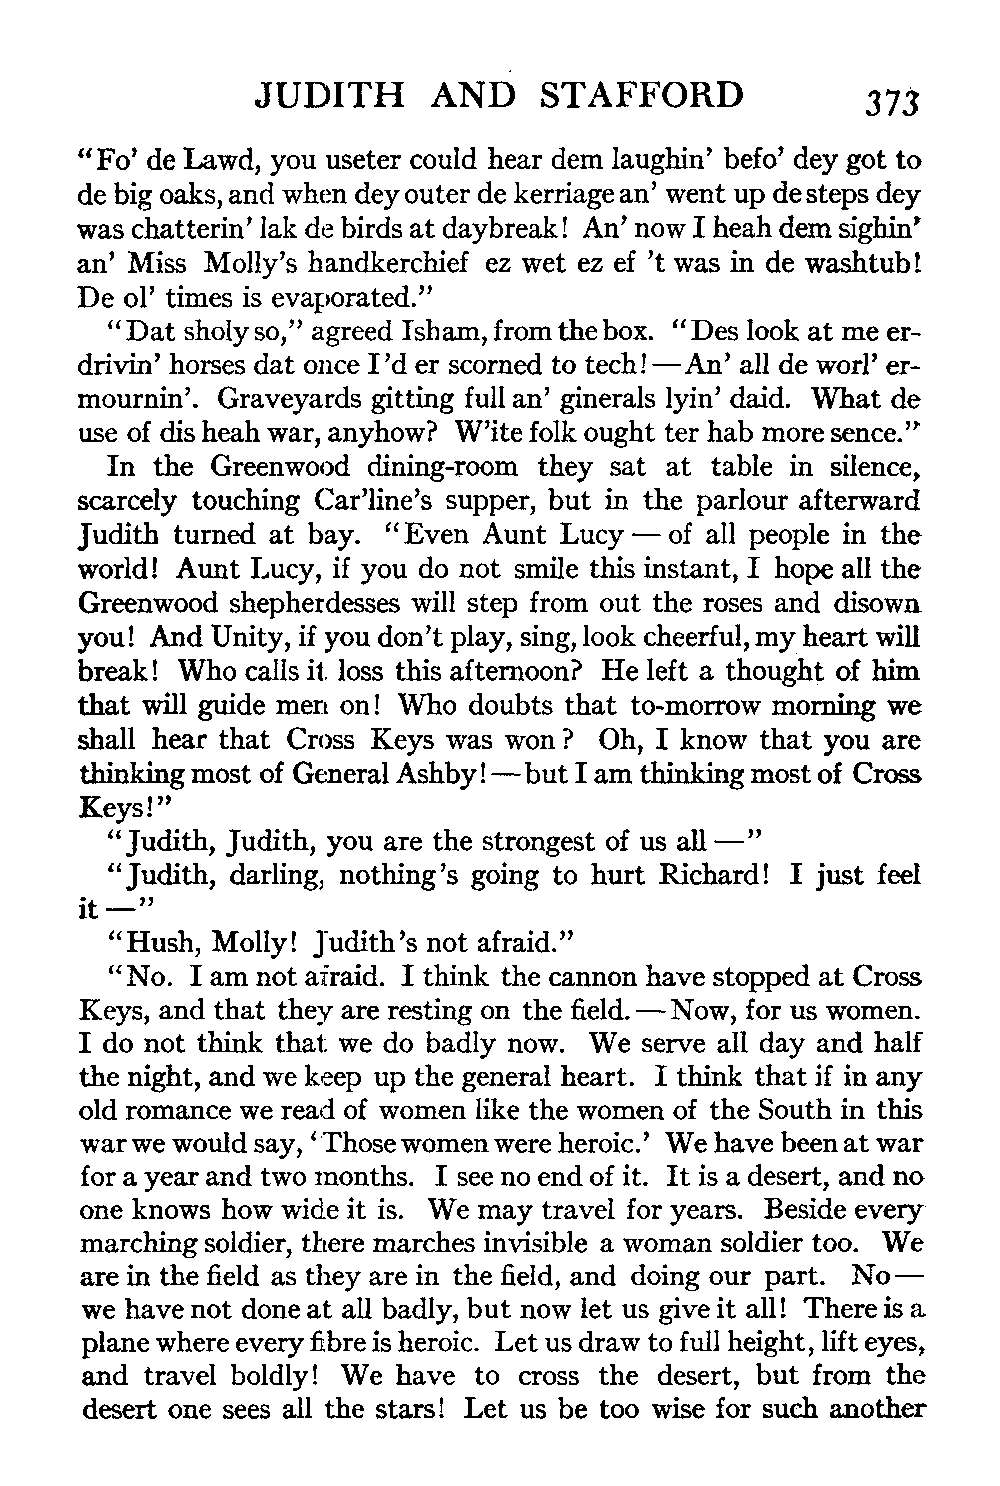 JUDITH AND STAFFORD 373
“Fo’ de Lawd, you useter could hear dem laughin’ befo’ dey got to
de big oaks, and when dey outer de kerriage an’ went up de steps dey
was chatterin’ lak de birds at daybreak! An’ now I heah dem sighin’
an’ Miss Molly’s handkerchief ez wet ez ef ’t was in de washtub!
De ol’ times is evaporated.”
“Dat sholy so,” agreed Isham, from the box. “Des look at me er-
drivin’ horses dat once I’d er scorned to tech! — An’ all de worl’ er-
mournin’. Graveyards gitting full an’ ginerals lyin’ daid. What de
use of dis heah war, anyhow? W’ite folk ought ter hab more sence.”
In the Greenwood dining-room they sat at table in silence,
scarcely touching Car’line’s supper, but in the parlour afterward
Judith turned at bay. “Even Aunt Lucy — of all people in the
world! Aunt Lucy, if you do not smile this instant, I hope all the
Greenwood shepherdesses will step from out the roses and disown
you! And Unity, if you don’t play, sing, look cheerful, my heart will
break! Who calls it loss this afternoon? He left a thought of him
that will guide men on! Who doubts that to-morrow morning we
shall hear that Cross Keys was won? Oh, I know that you are
thinking most of General Ashby! — but I am thinking most of Cross
Keys!”
“Judith, Judith, you are the strongest of us all —”
“Judith, darling, nothing’s going to hurt Richard! I just feel
it —”
“Hush, Molly! Judith’s not afraid.”
“No. I am not afraid. I think the cannon have stopped at Cross
Keys, and that they are resting on the field. — Now, for us women.
I do not think that we do badly now. We serve all day and half
the night, and we keep up the general heart. I think that if in any
old romance we read of women like the women of the South in this
war we would say, ‘Those women were heroic.’ We have been at war
for a year and two months. I see no end of it. It is a desert, and no
one knows how wide it is. We may travel for years. Beside every
marching soldier, there marches invisible a woman soldier too. We
are in the field as they are in the field, and doing our part. No —
we have not done at all badly, but now let us give it all! There is a
plane where every fibre is heroic. Let us draw to full height, lift eyes,
and travel boldly! We have to cross the desert, but from the
desert one sees all the stars! Let us be too wise for such another